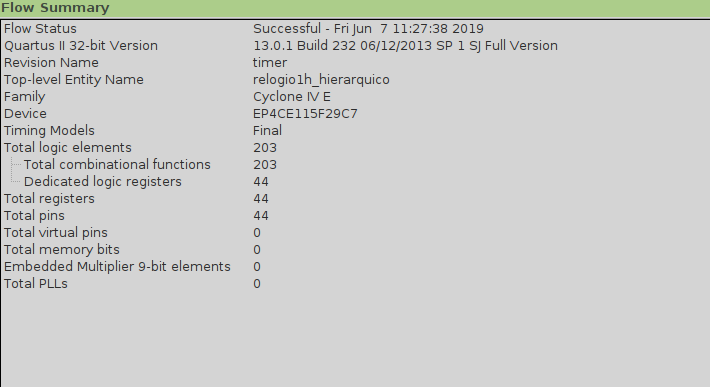 Flow Summary
Flow Status Successful - Fri Jun 7 11:27:38 2019
Quartus II 32-bit Version 13.0.1 Build 232 06/12/2013 SP 1 SJ Full Version
Revision Name timer
Top-level Entity Name relogio1h_hierarquico
Family Cyclone IV E
Device EP4CE115F29C7
Timing Models Final
Total logic elements 203
Total combinational functions 203
Dedicated logic registers 44
Total registers 44
Total pins 44
Total virtual pins 0
Total memory bits 0
Embedded Multiplier 9-bit elements 0
Total PLLs 0